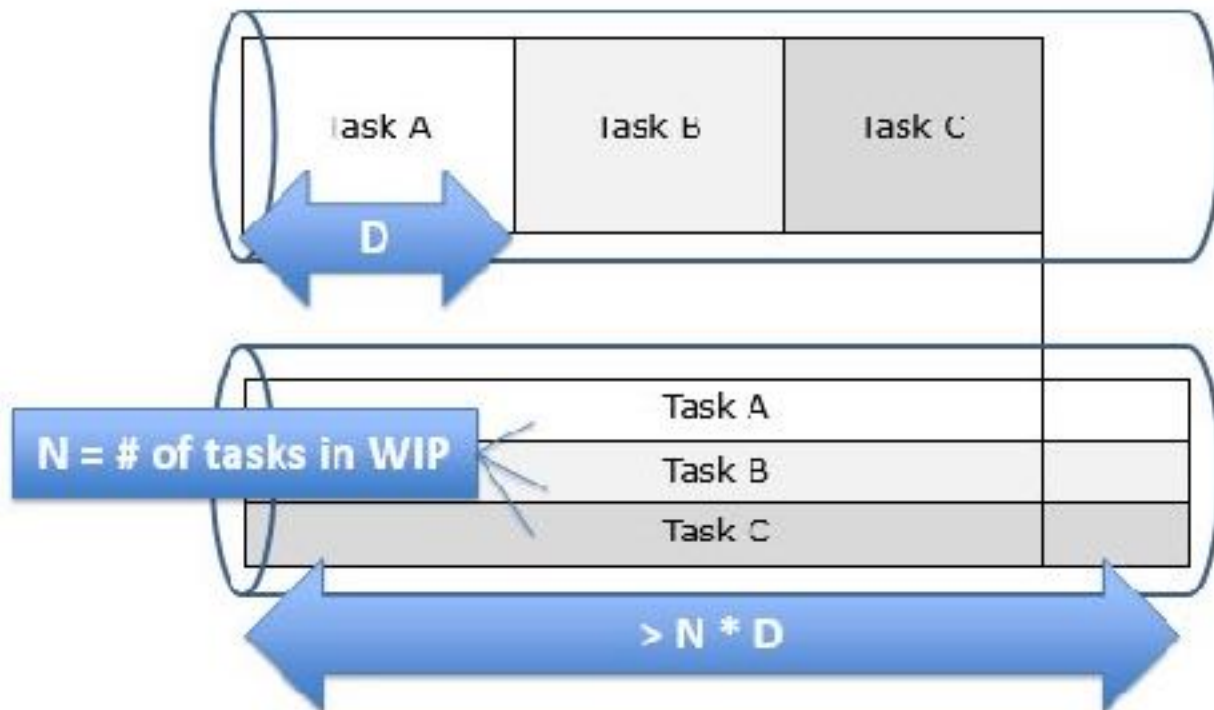 Task A
Task B
Task C
D
Task A
N = # of tasks in WIP
Task B
Task C
> N * D